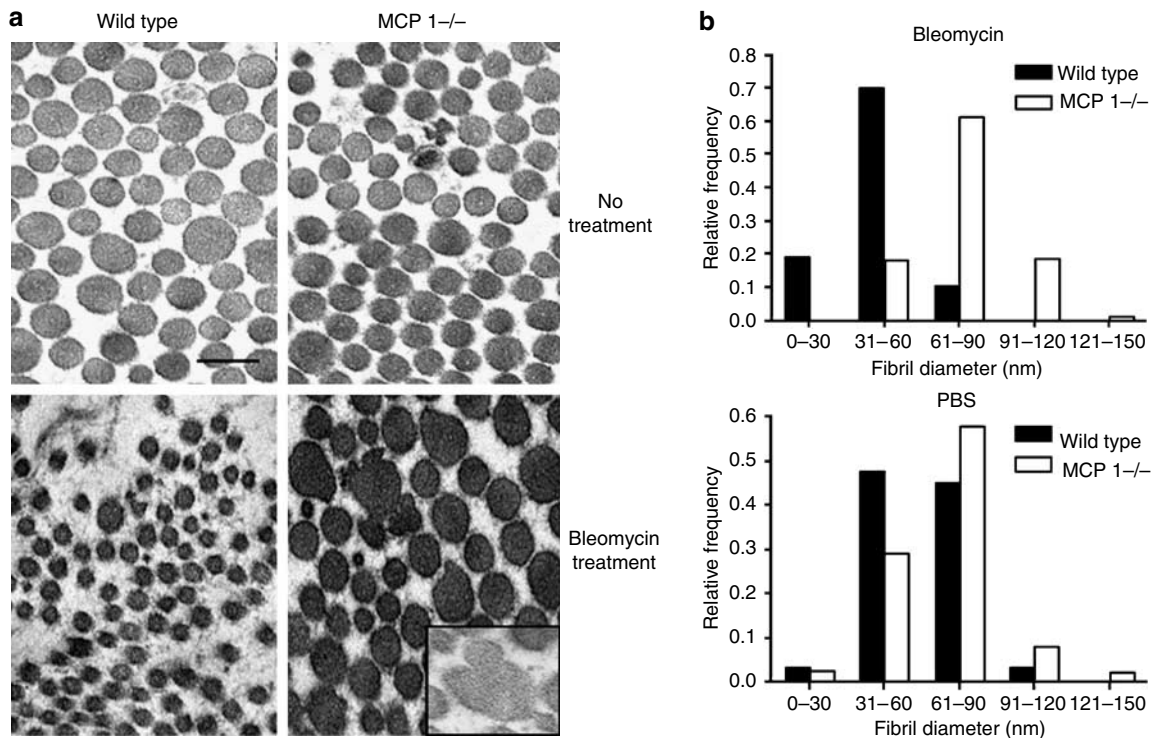 a
Wild type
MCP 1–/–
No
treatment
Bleomycin
treatment
b
Bleomycin
0.8
0.7
0.6
0.5
0.4
0.3
0.2
0.1
0.0
Relative frequency
Wild type
MCP 1–/–
0–30 31–60 61–90 91–120 121–150
Fibril diameter (nm)
PBS
0.6
0.5
0.4
0.3
0.2
0.1
0.0
Relative frequency
Wild type
MCP 1–/–
0–30 31–60 61–90 91–120 121–150
Fibril diameter (nm)